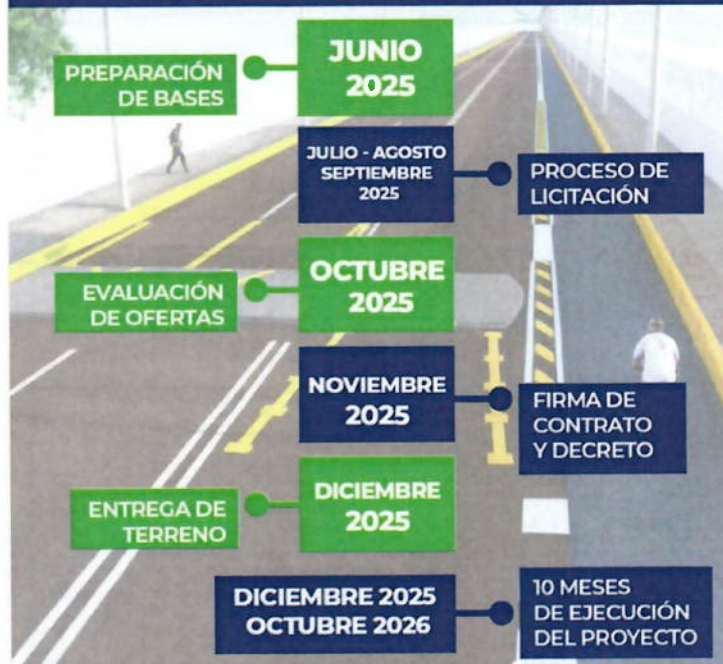 JUNIO
2025
PREPARACIÓN
DE BASES
JULIO - AGOSTO
SEPTIEMBRE
2025
PROCESO DE
LICITACIÓN
OCTUBRE
2025
EVALUACIÓN
DE OFERTAS
NOVIEMBRE
2025
FIRMA DE
CONTRATO
Y DECRETO
DICIEMBRE
2025
ENTREGA DE
TERRENO
DICIEMBRE 2025
OCTUBRE 2026
10 MESES
DE EJECUCIÓN
DEL PROYECTO